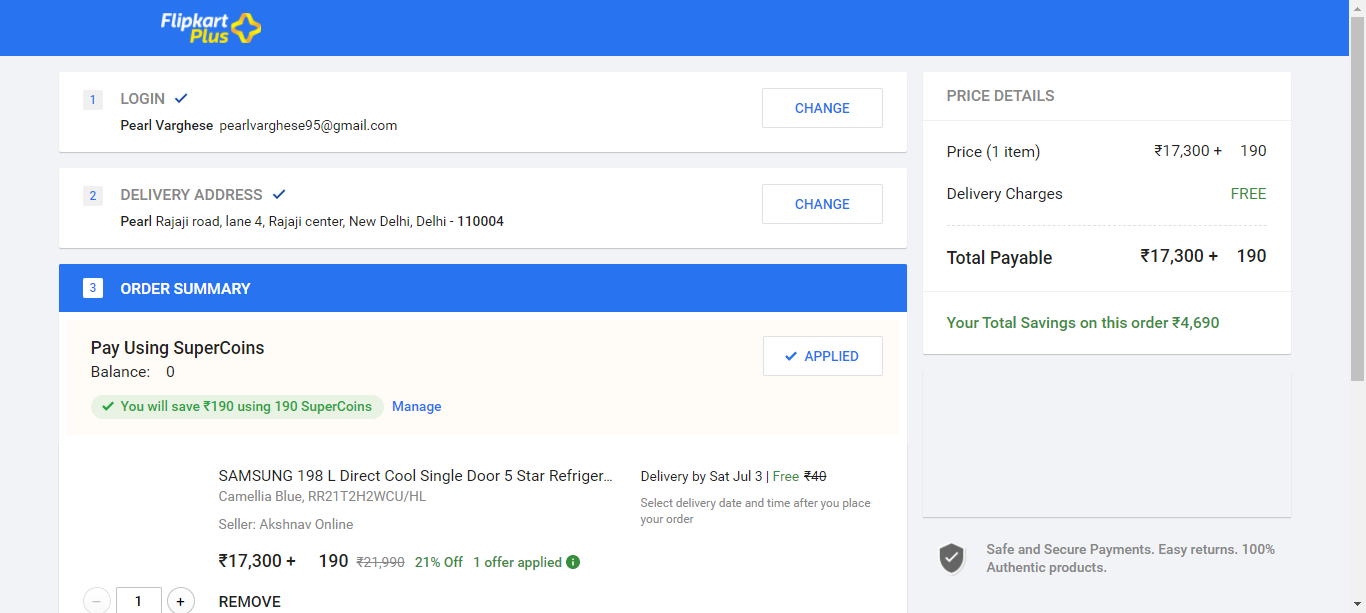 Flipkart
Plus
1 LOGIN
Pearl Varghese pearlvarghese95@gmail.com
CHANGE
2 DELIVERY ADDRESS
Pearl Rajaji road, lane 4, Rajaji center, New Delhi, Delhi - 110004
CHANGE
3 ORDER SUMMARY
Pay Using SuperCoins
Balance: 0
APPLIED
You will save ₹190 using 190 SuperCoins Manage
SAMSUNG 198 L Direct Cool Single Door 5 Star Refriger...
Camellia Blue, RR21T2H2WCU/HL
Seller: Akshnav Online
₹17,300 + 190 ₹21,990 21% Off 1 offer applied
Delivery by Sat Jul 3 | Free ₹40
Select delivery date and time after you place
your order
− 1 + REMOVE
PRICE DETAILS
Price (1 item) ₹17,300 + 190
Delivery Charges FREE
Total Payable ₹17,300 + 190
Your Total Savings on this order ₹4,690
Safe and Secure Payments. Easy returns. 100%
Authentic products.